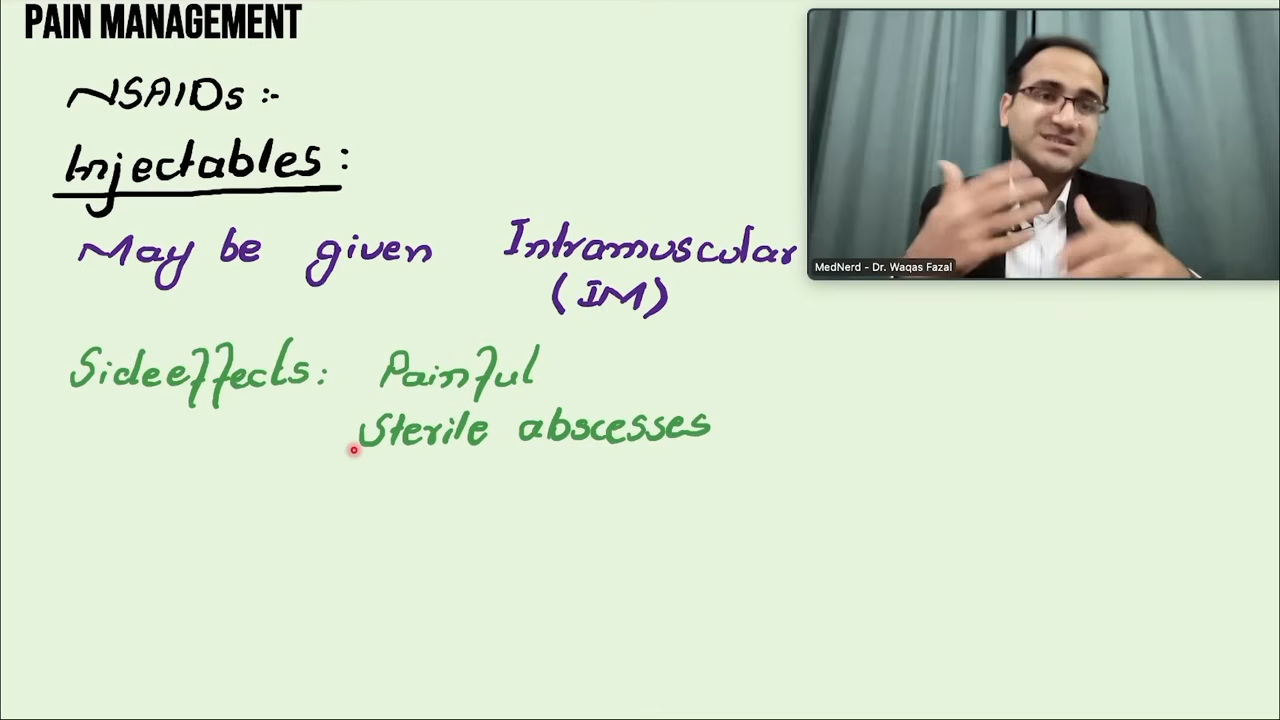 PAIN MANAGEMENT
NSAIDs :-
Injectables :
May be given Intramuscular
(IM)
Sideeffects: Painful
Sterile abscesses
MedNerd - Dr. Waqas Fazal